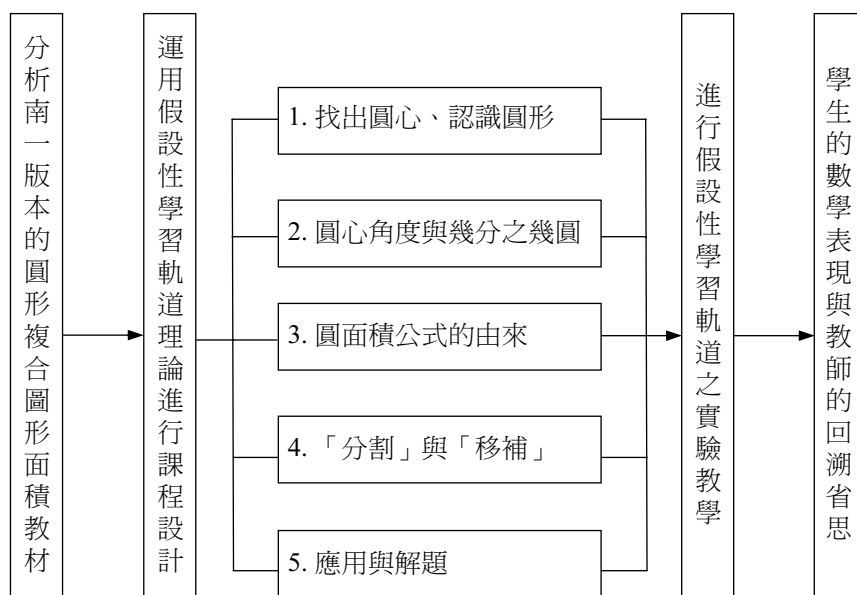 分析南一版本的圓形複合圖形面積教材
運用假設性學習軌道理論進行課程設計
1. 找出圓心、認識圓形
2. 圓心角度與幾分之幾圓
3. 圓面積公式的由來
4. 「分割」與「移補」
5. 應用與解題
進行假設性學習軌道之實驗教學
學生的數學表現與教師的回溯省思